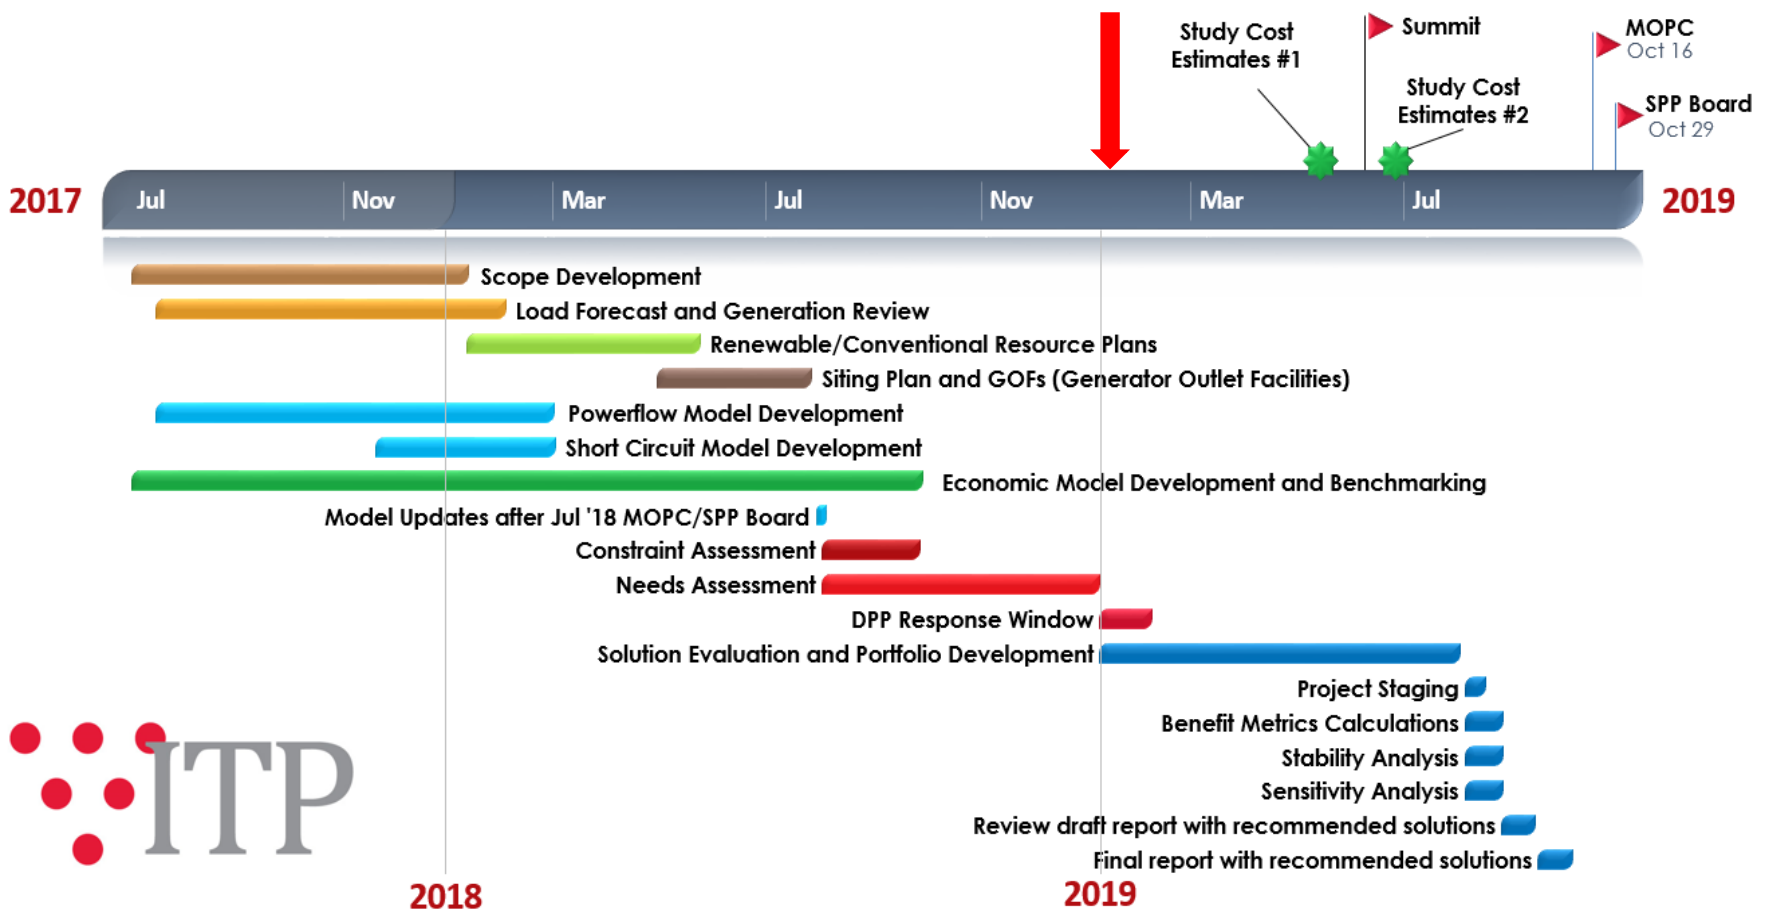 Study Cost
Estimates #1
Summit
MOPC
Oct 16
Study Cost
Estimates #2
SPP Board
Oct 29
2017
Jul
Nov
Mar
Jul
Nov
Mar
Jul
2019
Scope Development
Load Forecast and Generation Review
Renewable/Conventional Resource Plans
Siting Plan and GOFs (Generator Outlet Facilities)
Powerflow Model Development
Short Circuit Model Development
Economic Model Development and Benchmarking
Model Updates after Jul '18 MOPC/SPP Board
Constraint Assessment
Needs Assessment
DPP Response Window
Solution Evaluation and Portfolio Development
Project Staging
Benefit Metrics Calculations
Stability Analysis
Sensitivity Analysis
Review draft report with recommended solutions
Final report with recommended solutions
ITP
2018
2019